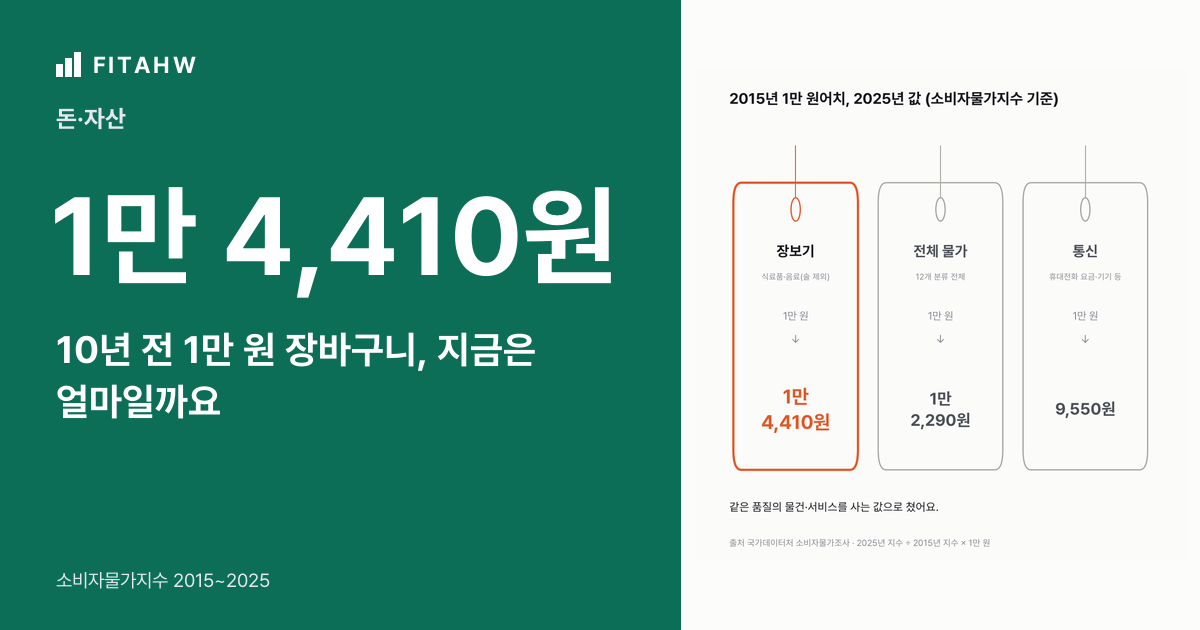 FITAHW
돈·자산
1만 4,410원
10년 전 1만 원 장바구니, 지금은
얼마일까요
소비자물가지수 2015~2025
2015년 1만 원어치, 2025년 값 (소비자물가지수 기준)
장보기
식료품·음료(술 제외)
1만 원
↓
1만
4,410원
전체 물가
12개 분류 전체
1만 원
↓
1만
2,290원
통신
휴대전화 요금·기기 등
1만 원
↓
9,550원
같은 품질의 물건·서비스를 사는 값으로 쳤어요.
출처 국가데이터처 소비자물가조사 · 2025년 지수 ÷ 2015년 지수 × 1만 원